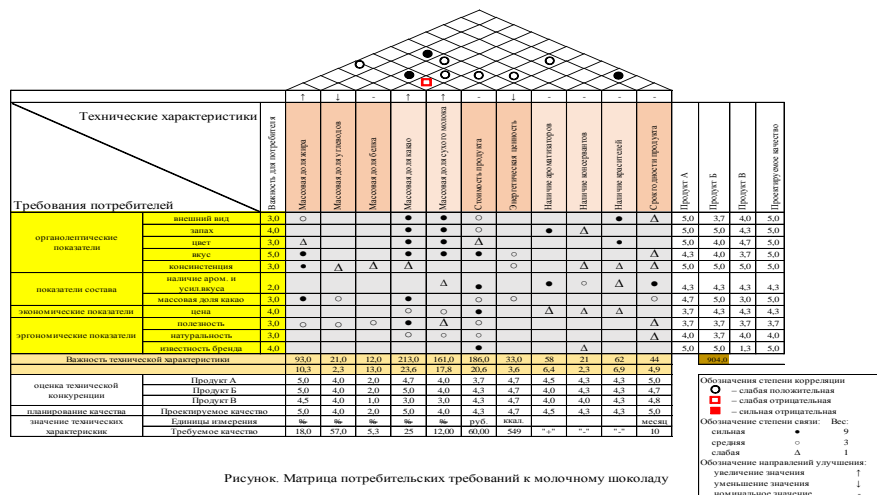 ↑ ↓ - ↑ ↑ - ↓ - - - -
Технические характеристики
Требования потребителей
Важность для потребителя
Массовая доля жира
Массовая доля углеводов
Массовая доля белка
Массовая доля какао
Массовая доля сухого молока
Стоимость продукта
Энергетическая ценность
Наличие ароматизаторов
Наличие консервантов
Наличие красителей
Срок годности продукта
Продукт А
Продукт Б
Продукт В
Проектируемое качество
органолептические показатели
внешний вид 3,0 ○ ● ● ○ ● Δ 5,0 3,7 4,0 5,0
запах 4,0 ● ● ○ ● Δ 5,0 5,0 4,3 5,0
цвет 3,0 Δ ● ● Δ ● 5,0 4,0 4,7 5,0
вкус 5,0 ● ● ● ● ○ Δ 4,3 4,0 3,7 5,0
консинстенция 3,0 ● Δ Δ Δ ○ Δ Δ Δ 5,0 5,0 5,0 5,0
показатели состава
наличие аром. и усил.вкуса 2,0 Δ ● ● ○ Δ ● 4,3 4,3 4,3 4,3
массовая доля какао 3,0 ● ○ ● ○ ○ ○ 4,7 5,0 3,0 5,0
экономические показатели
цена 4,0 ○ ○ ● Δ Δ Δ 3,7 4,3 4,3 4,3
эргономические показатели
полезность 3,0 ○ ○ ○ ● Δ ○ Δ 3,7 3,7 3,7 3,7
натуральность 3,0 ○ ○ ○ Δ 4,0 3,7 4,0 4,0
известность бренда 4,0 ● Δ 5,0 5,0 1,3 5,0
Важность технической характеристики 93,0 21,0 12,0 213,0 161,0 186,0 33,0 58 21 62 44 904,0
10,3 2,3 13,0 23,6 17,8 20,6 3,6 6,4 2,3 6,9 4,9
оценка технической конкуренции
Продукт А 5,0 4,0 2,0 4,7 4,0 3,7 4,7 4,5 4,3 4,3 5,0
Продукт Б 5,0 4,0 2,0 5,0 4,0 4,3 4,7 4,0 4,3 4,3 4,7
Продукт В 4,5 4,0 1,0 3,0 3,0 4,3 4,7 4,0 4,0 4,3 4,8
планирование качества
Проектируемое качество 5,0 4,0 2,0 5,0 4,0 4,3 4,7 4,5 4,3 4,3 5,0
значение технических характерискик
Единицы измерения % % % % % руб. ккал. месяц
Требуемое качество 18,0 57,0 5,3 25 12,00 60,00 549 "+" "-" "-" 10
Обозначения степени корреляции
– слабая положительная
– слабая отрицательна
– сильная отрицательна
Обозначение степени связи: Вес:
сильная ● 9
средняя ○ 3
слабая Δ 1
Обозначение направлений улучшения:
увеличение значения ↑
уменьшение значения ↓
номинальное значение -
Рисунок. Матрица потребительских требований к молочному шоколаду